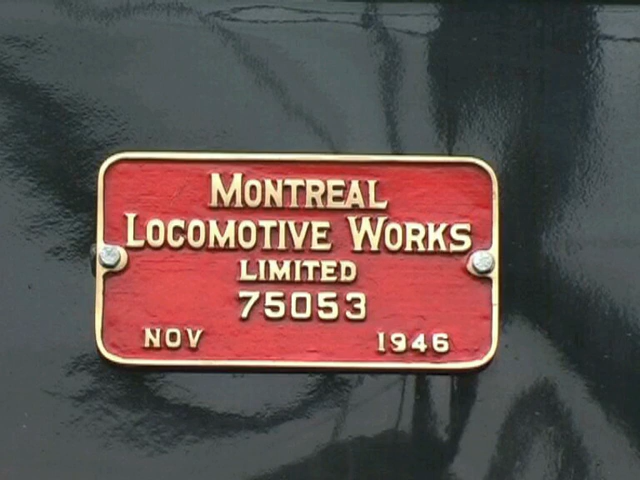 MONTREAL
LOCOMOTIVE WORKS
LIMITED
75053
NOV 1946